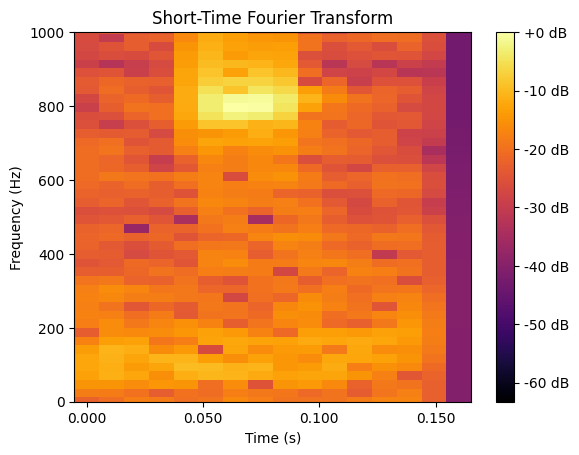 Short-Time Fourier Transform
Frequency (Hz)
1000
800
600
400
200
0
0.000
0.050
0.100
0.150
Time (s)
+0 dB
-10 dB
-20 dB
-30 dB
-40 dB
-50 dB
-60 dB